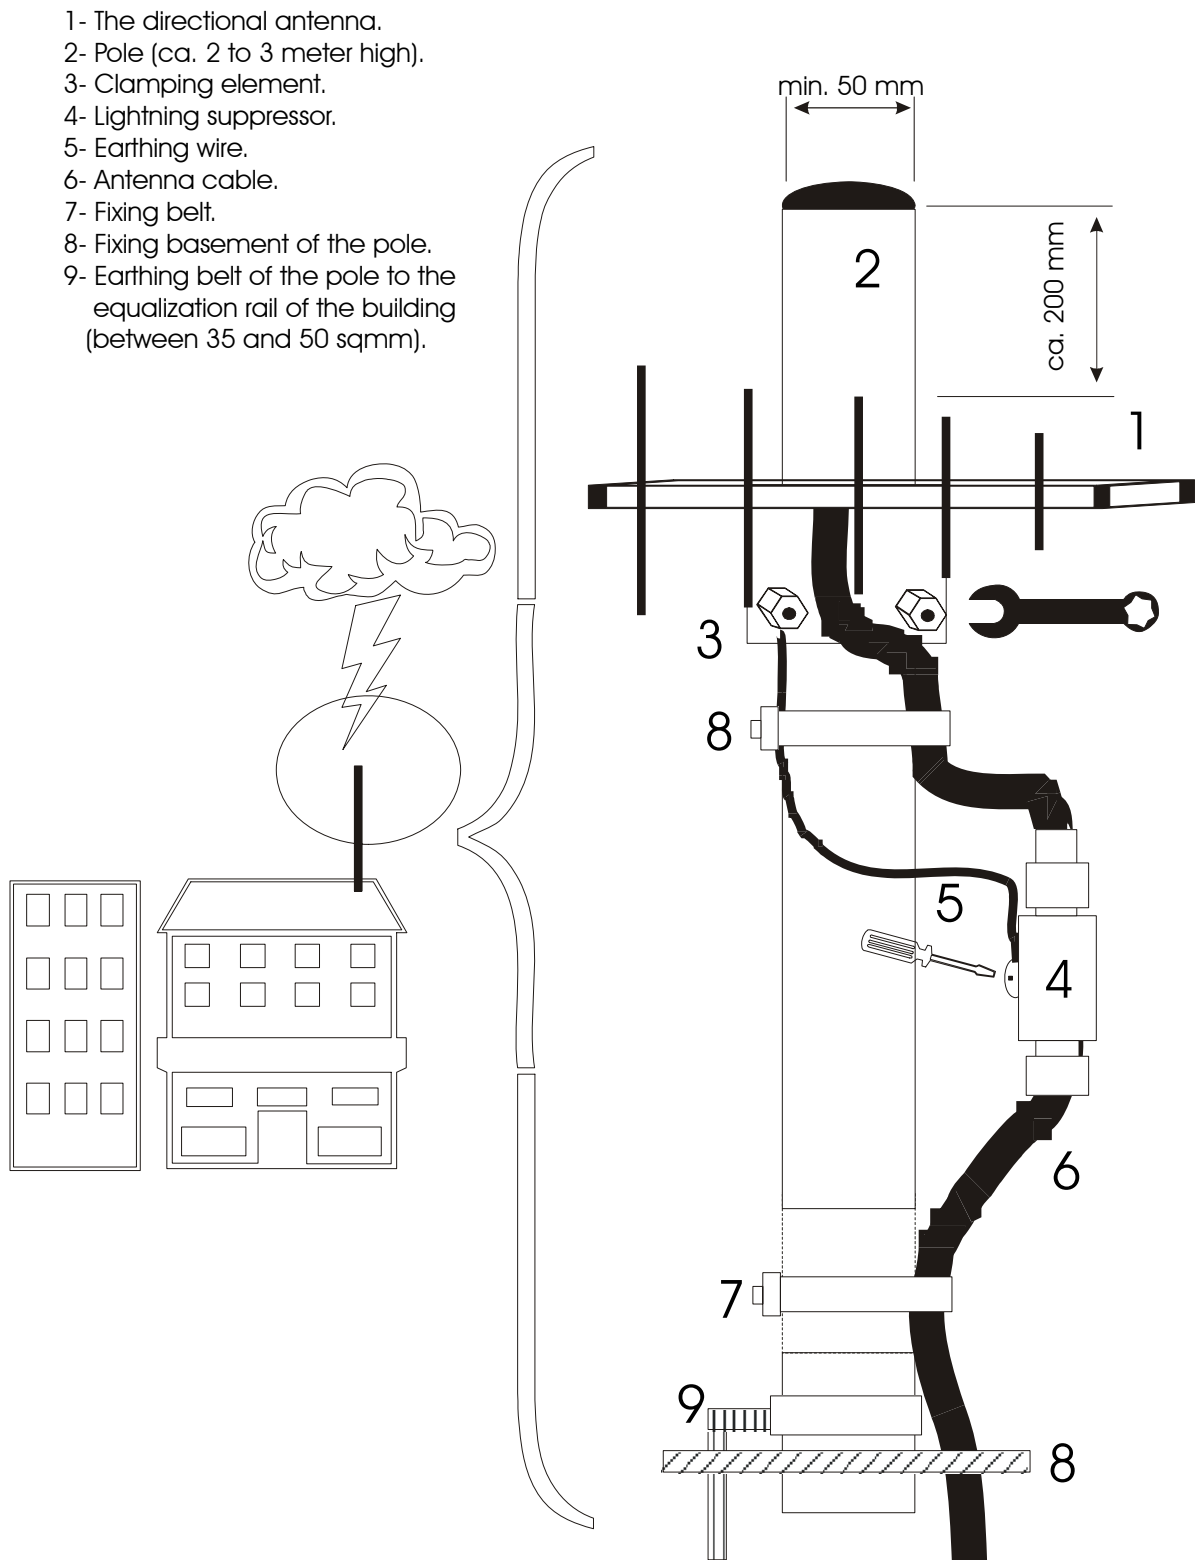 1- The directional antenna.
2- Pole (ca. 2 to 3 meter high).
3- Clamping element.
4- Lightning suppressor.
5- Earthing wire.
6- Antenna cable.
7- Fixing belt.
8- Fixing basement of the pole.
9- Earthing belt of the pole to the
equalization rail of the building
(between 35 and 50 sqmm).
min. 50 mm
2
ca. 200 mm
1
3
8
5
4
6
7
9
8